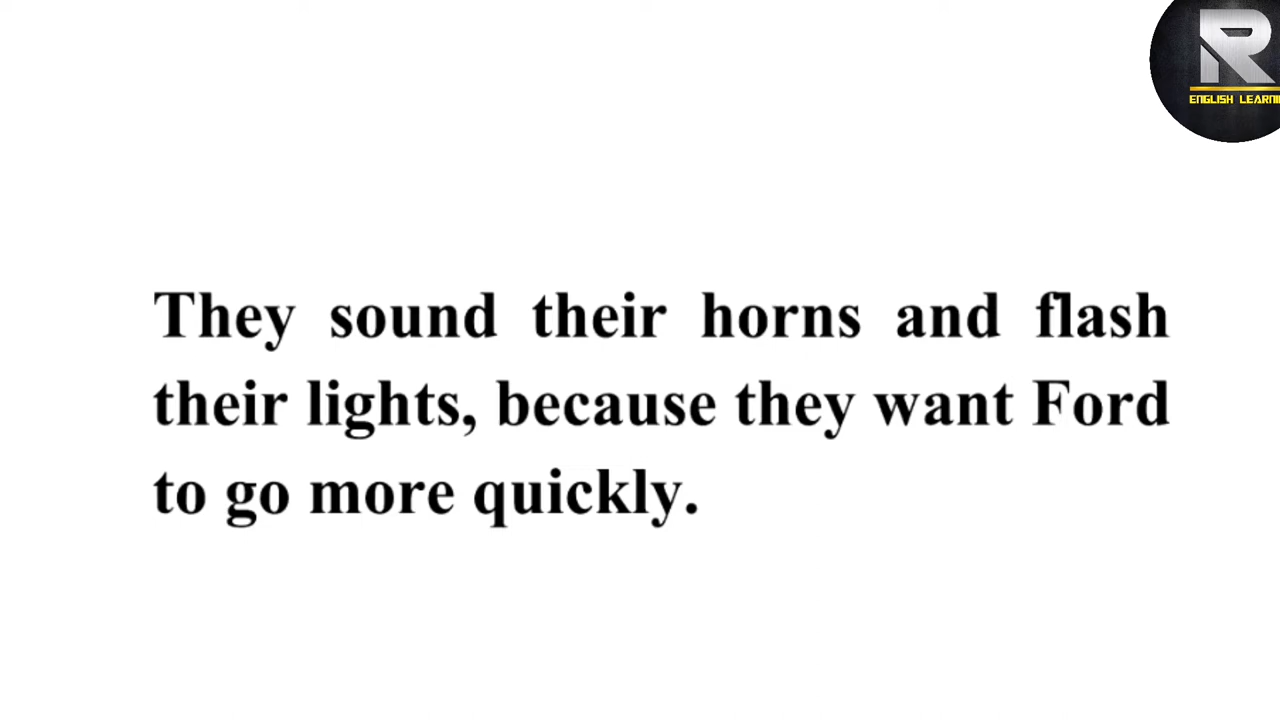 R
ENGLISH LEARNI
They sound their horns and flash
their lights, because they want Ford
to go more quickly.